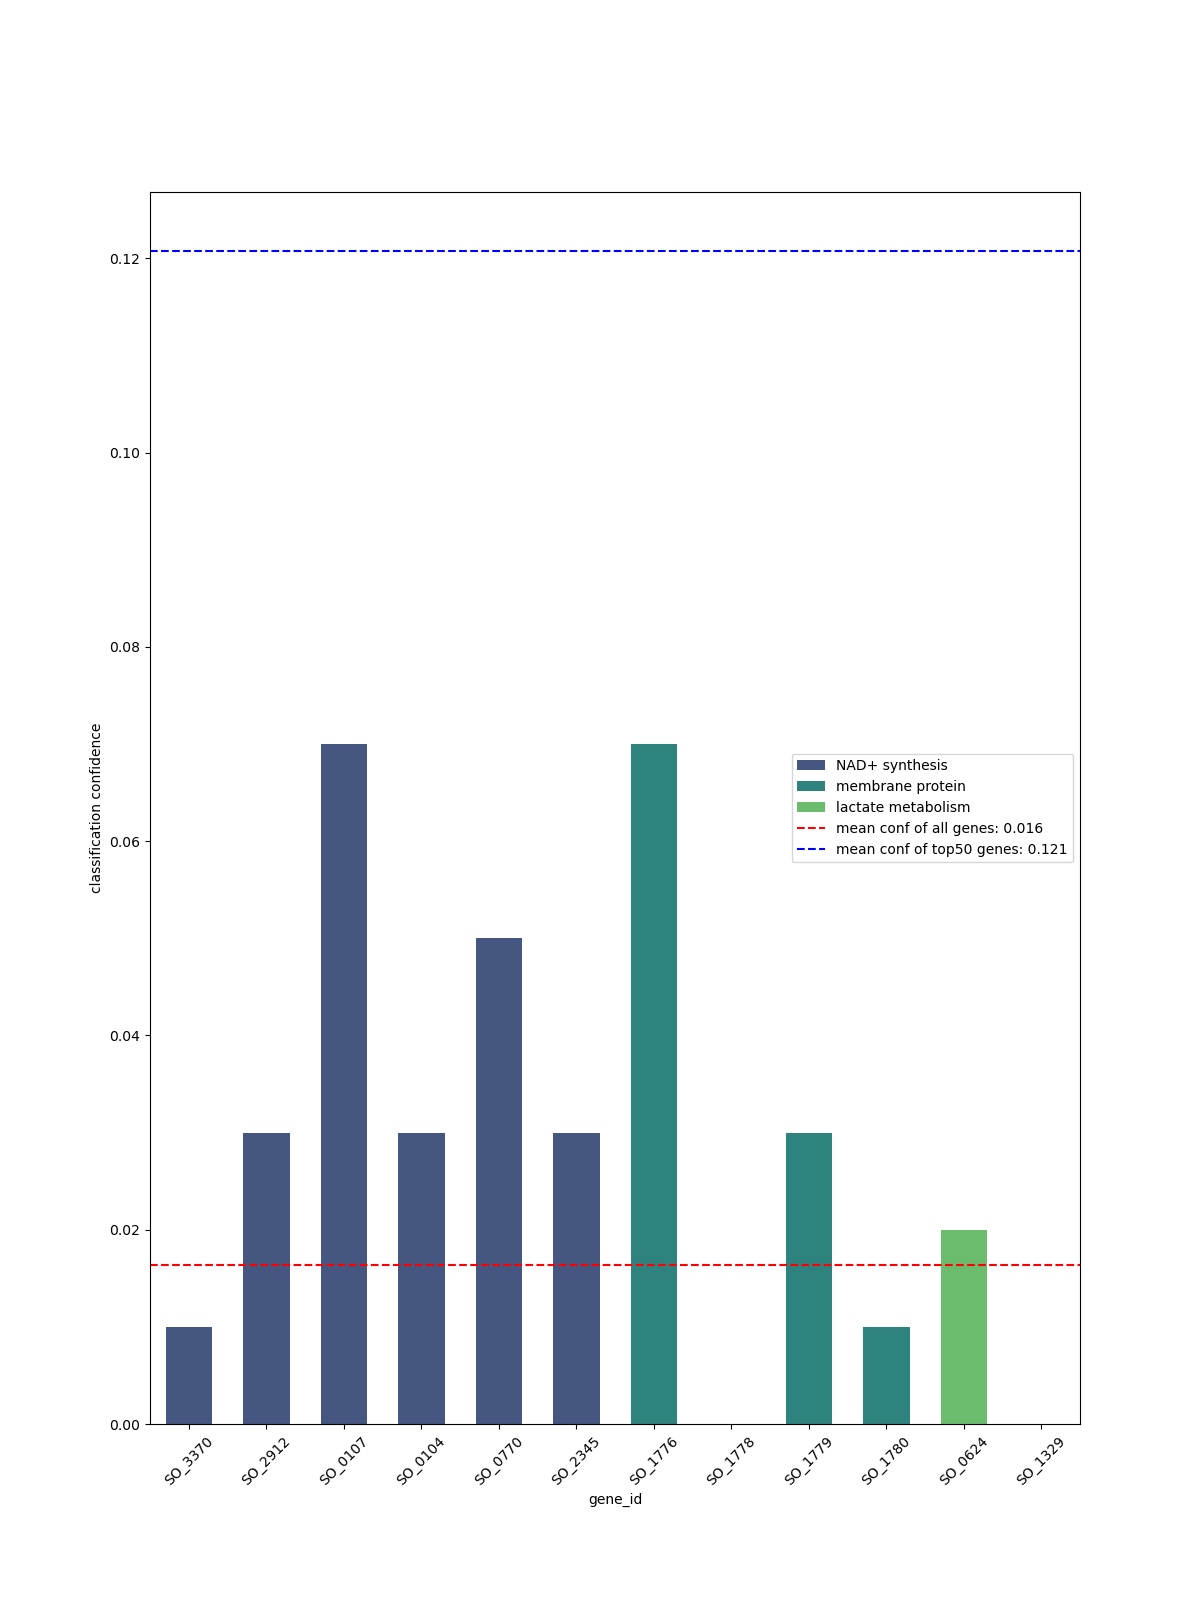 0.12
0.10
0.08
0.06
0.04
0.02
0.00
classification confidence
NAD+ synthesis
membrane protein
lactate metabolism
mean conf of all genes: 0.016
mean conf of top50 genes: 0.121
SO_3370
SO_2912
SO_0107
SO_0104
SO_0770
SO_2345
SO_1776
SO_1778
SO_1779
SO_1780
SO_0624
SO_1329
gene_id